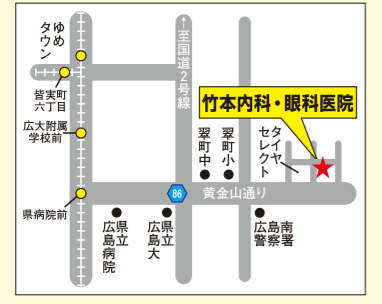 ゆめ
タウン
↑至国道2号線
皆実町
六丁目
竹本内科・眼科医院
広大附属
学校前
翠町中
翠町小
タイヤ
セレクト
県病院前
86
黄金山通り
県立
広島病院
県立
広島大
広島南
警察署